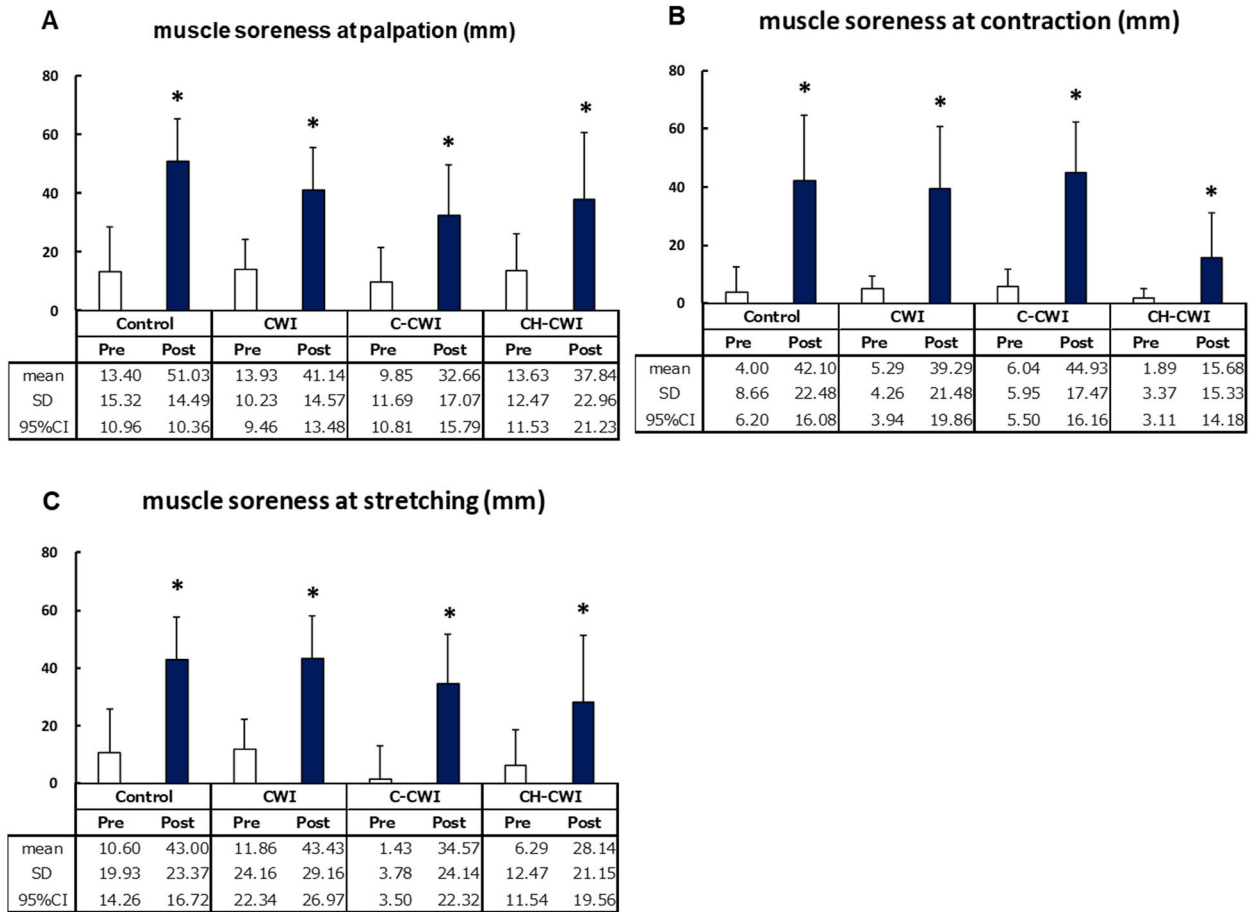 A
muscle soreness at palpation (mm)
80
60
40
20
0
* * * *
Control CWI C-CWI CH-CWI
Pre Post Pre Post Pre Post Pre Post
mean 13.40 51.03 13.93 41.14 9.85 32.66 13.63 37.84
SD 15.32 14.49 10.23 14.57 11.69 17.07 12.47 22.96
95%CI 10.96 10.36 9.46 13.48 10.81 15.79 11.53 21.23
B
muscle soreness at contraction (mm)
80
60
40
20
0
* * * *
Control CWI C-CWI CH-CWI
Pre Post Pre Post Pre Post Pre Post
mean 4.00 42.10 5.29 39.29 6.04 44.93 1.89 15.68
SD 8.66 22.48 4.26 21.48 5.95 17.47 3.37 15.33
95%CI 6.20 16.08 3.94 19.86 5.50 16.16 3.11 14.18
C
muscle soreness at stretching (mm)
80
60
40
20
0
* * * *
Control CWI C-CWI CH-CWI
Pre Post Pre Post Pre Post Pre Post
mean 10.60 43.00 11.86 43.43 1.43 34.57 6.29 28.14
SD 19.93 23.37 24.16 29.16 3.78 24.14 12.47 21.15
95%CI 14.26 16.72 22.34 26.97 3.50 22.32 11.54 19.56